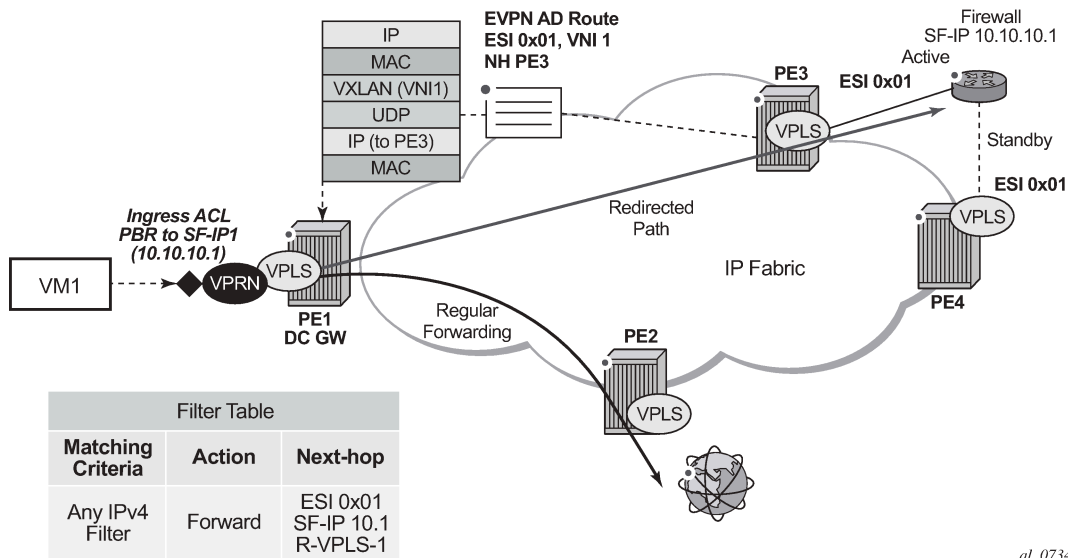 IP
MAC
VXLAN (VNI1)
UDP
IP (to PE3)
MAC
EVPN AD Route
ESI 0x01, VNI 1
NH PE3
Firewall
SF-IP 10.10.10.1
Active
PE3
ESI 0x01
VPLS
Standby
ESI 0x01
VPLS
PE4
Redirected
Path
IP Fabric
Ingress ACL
PBR to SF-IP1
(10.10.10.1)
VM1
VPRN
VPLS
PE1
DC GW
Regular
Forwarding
PE2
VPLS
Filter Table
Matching
Criteria
Action
Next-hop
Any IPv4
Filter
Forward
ESI 0x01
SF-IP 10.1
R-VPLS-1
al_0734